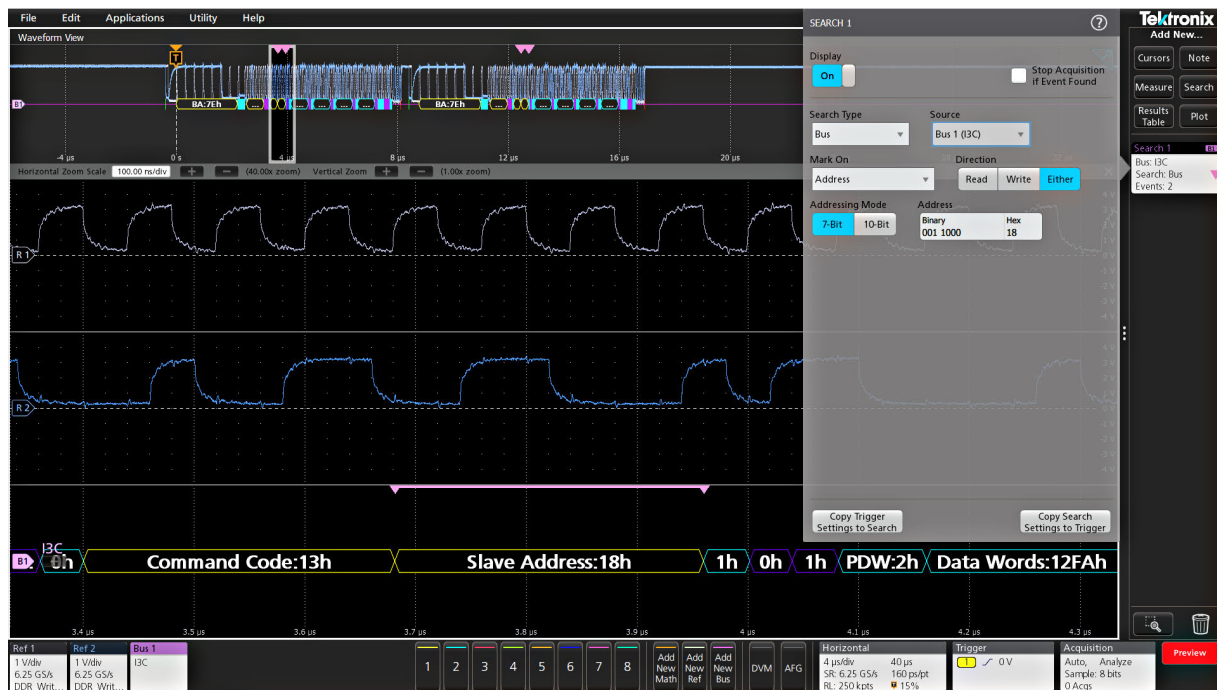 File Edit Applications Utility Help
Waveform View
SEARCH 1
?
Tektronix
Add New...
Cursors Note
Measure Search
Results Table Plot
Search 1 B1
Bus: I3C
Search: Bus
Events: 2
Display
On
Stop Acquisition
if Event Found
Search Type Source
Bus Bus 1 (I3C)
Mark On Direction
Address Read Write Either
Addressing Mode Address
7-Bit 10-Bit
Binary Hex
001 1000 18
Copy Trigger
Settings to Search
Copy Search
Settings to Trigger
T
B1 BA:7Eh ... ... ... ... ... ... BA:7Eh ... ... ... ... ... ...
-4 µs 0 s 4 µs 8 µs 12 µs 16 µs 20 µs
Horizontal Zoom Scale 100.00 ns/div + − (40.00x zoom) Vertical Zoom + − (1.00x zoom)
R 1
R 2
I3C
B1 0h Command Code:13h Slave Address:18h 1h 0h 1h PDW:2h Data Words:12FAh
3.4 µs 3.5 µs 3.6 µs 3.7 µs 3.8 µs 3.9 µs 4 µs 4.1 µs 4.2 µs 4.3 µs
Ref 1
1 V/div
6.25 GS/s
DDR Writ...
Ref 2
1 V/div
6.25 GS/s
DDR Writ...
Bus 1
I3C
1 2 3 4 5 6 7 8
Add New Math
Add New Ref
Add New Bus
DVM AFG
Horizontal
4 µs/div 40 µs
SR: 6.25 GS/s 160 ps/pt
RL: 250 kpts 15%
Trigger
1 0 V
Acquisition
Auto, Analyze
Sample: 8 bits
0 Acqs
Preview